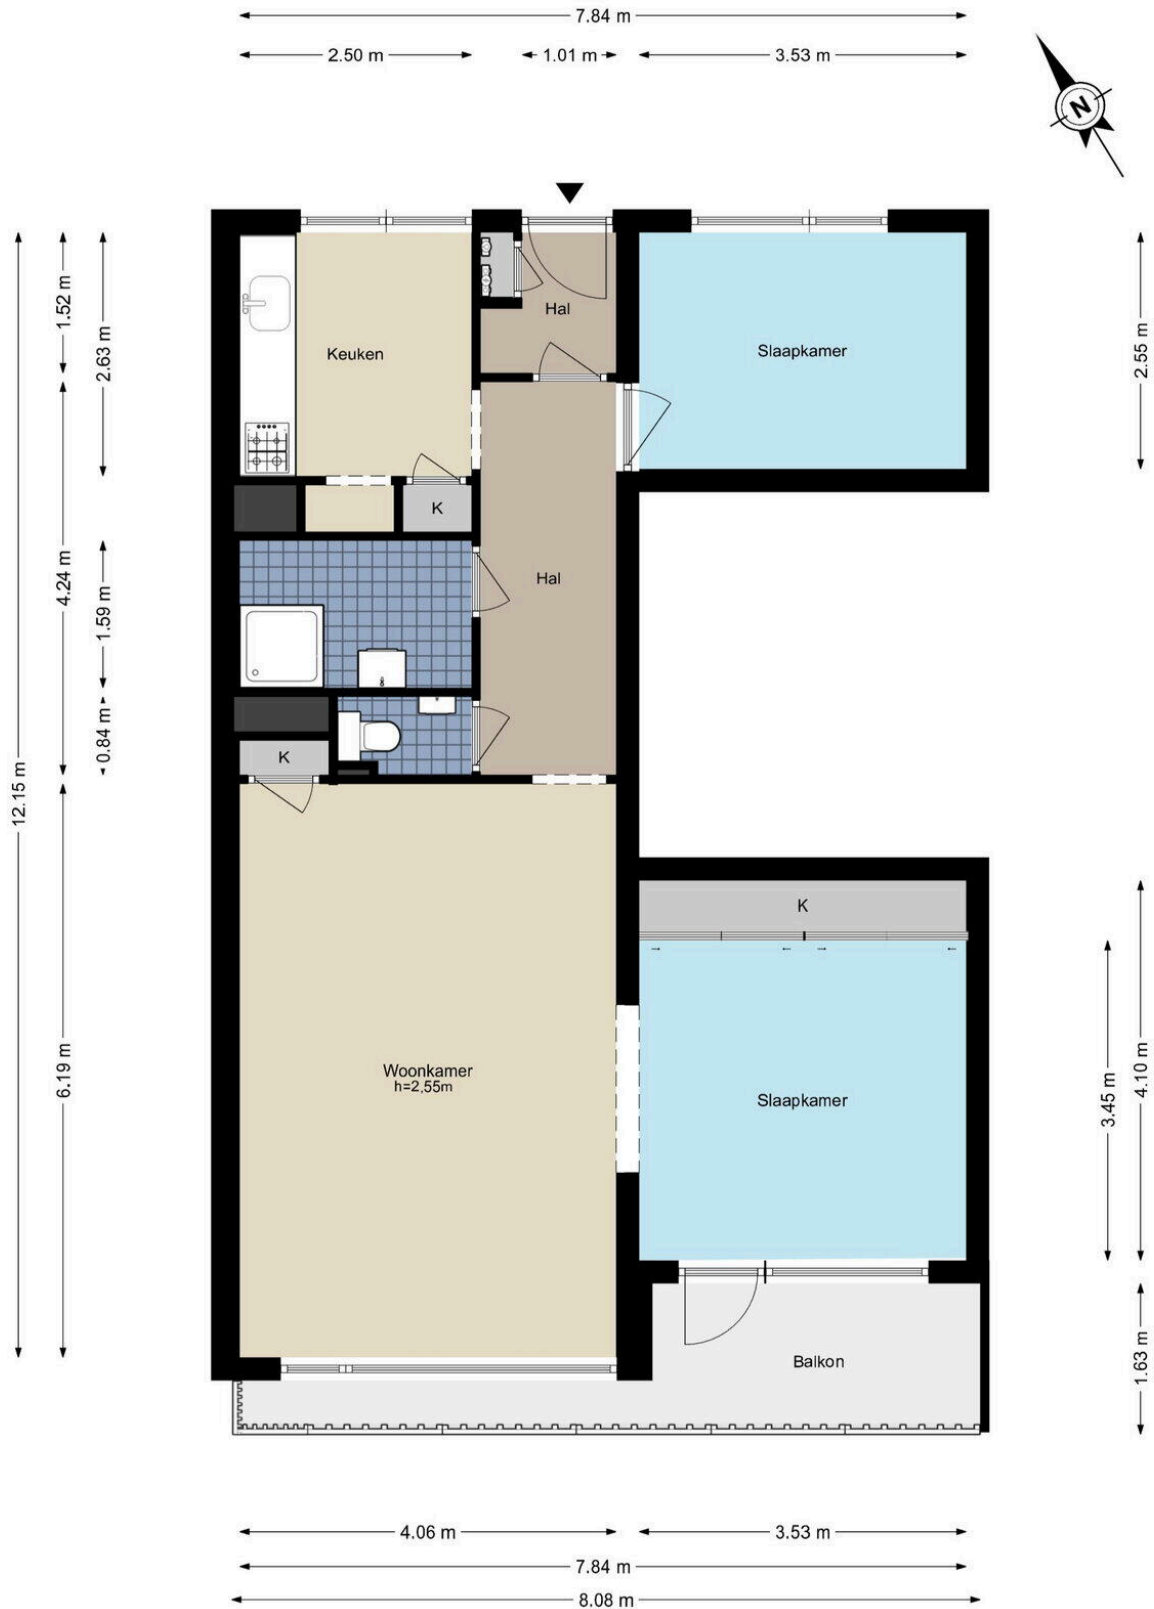 7.84 m
2.50 m
1.01 m
3.53 m
N
1.52 m
2.63 m
4.24 m
1.59 m
0.84 m
12.15 m
6.19 m
Hal
Keuken
Slaapkamer
2.55 m
K
Hal
K
K
Woonkamer
h=2,55m
Slaapkamer
3.45 m
4.10 m
Balkon
1.63 m
4.06 m
3.53 m
7.84 m
8.08 m